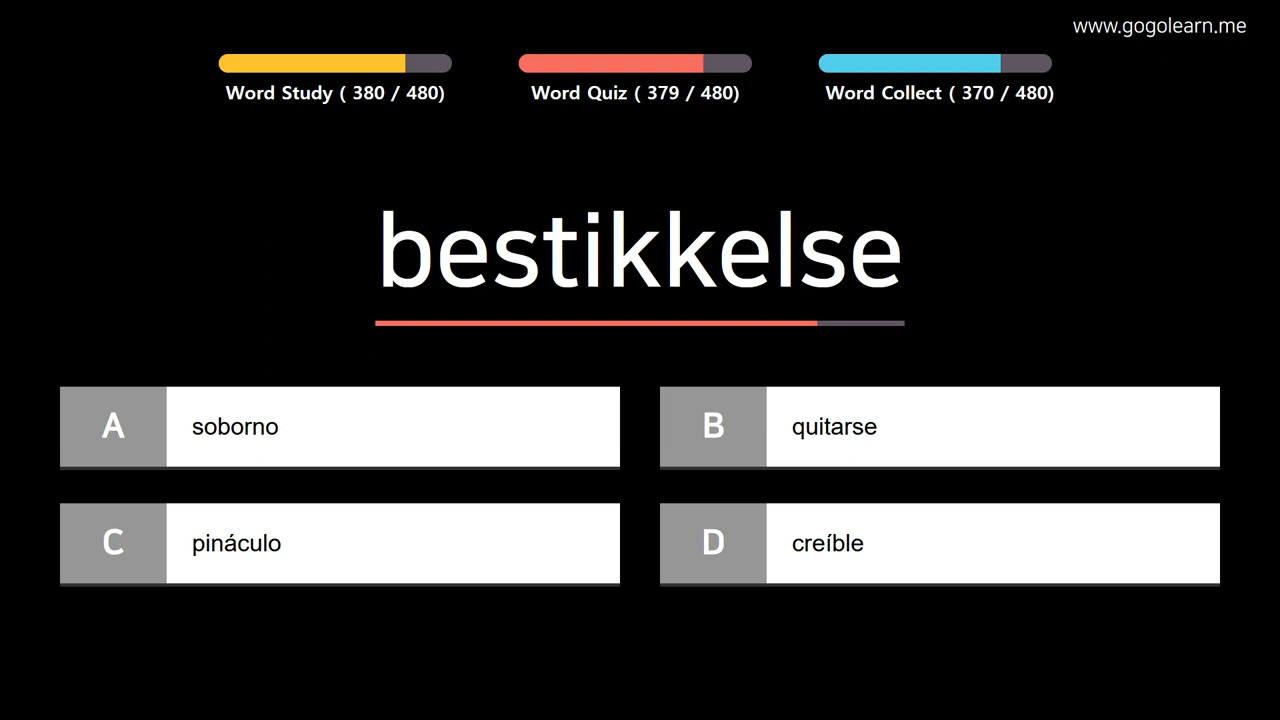 www.gogolearn.me
Word Study ( 380 / 480)
Word Quiz ( 379 / 480)
Word Collect ( 370 / 480)
bestikkelse
A soborno
B quitarse
C pináculo
D creíble